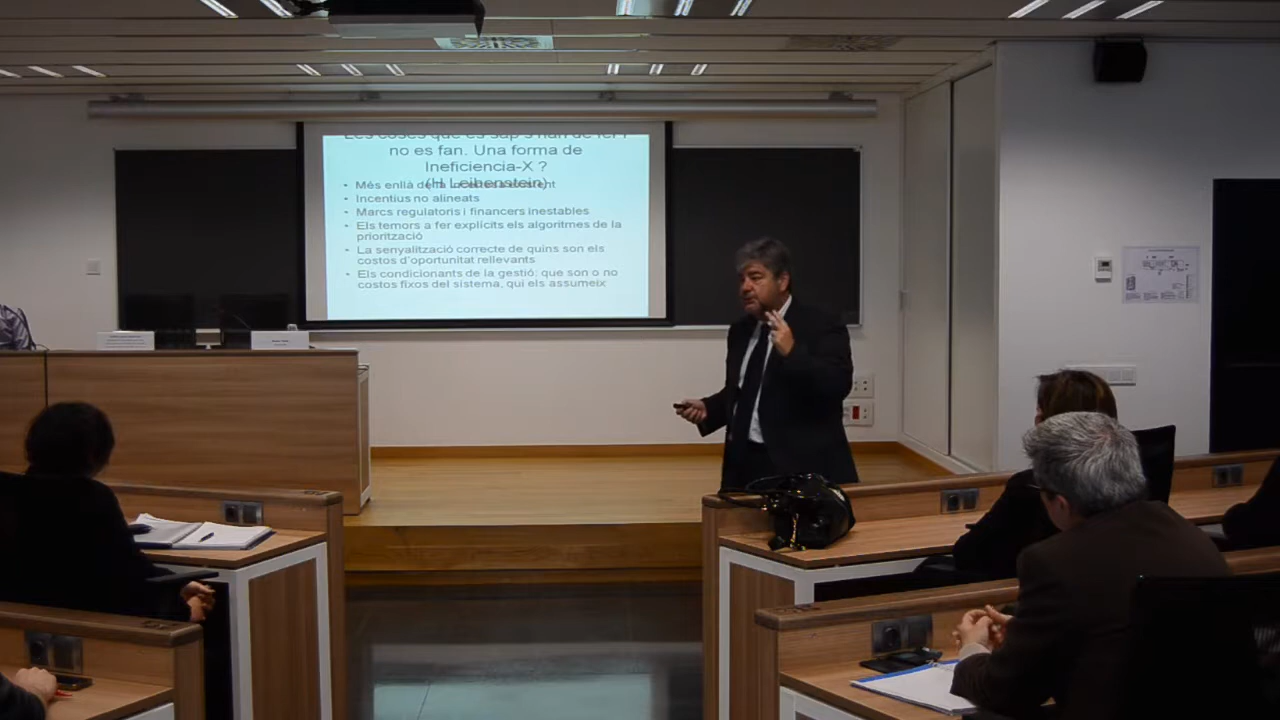 Les coses que es sap s'han de fer i
no es fan. Una forma de
Ineficiencia-X ?
(H Leibenstein)
• Més enllà de la
• Incentius no alineats
• Marcs regulatoris i financers inestables
• Els temors a fer explícits els algoritmes de la
priorització
• La senyalització correcte de quins son els
costos d'oportunitat rellevants
• Els condicionants de la gestió: que son o no
costos fixos del sistema, qui els assumeix